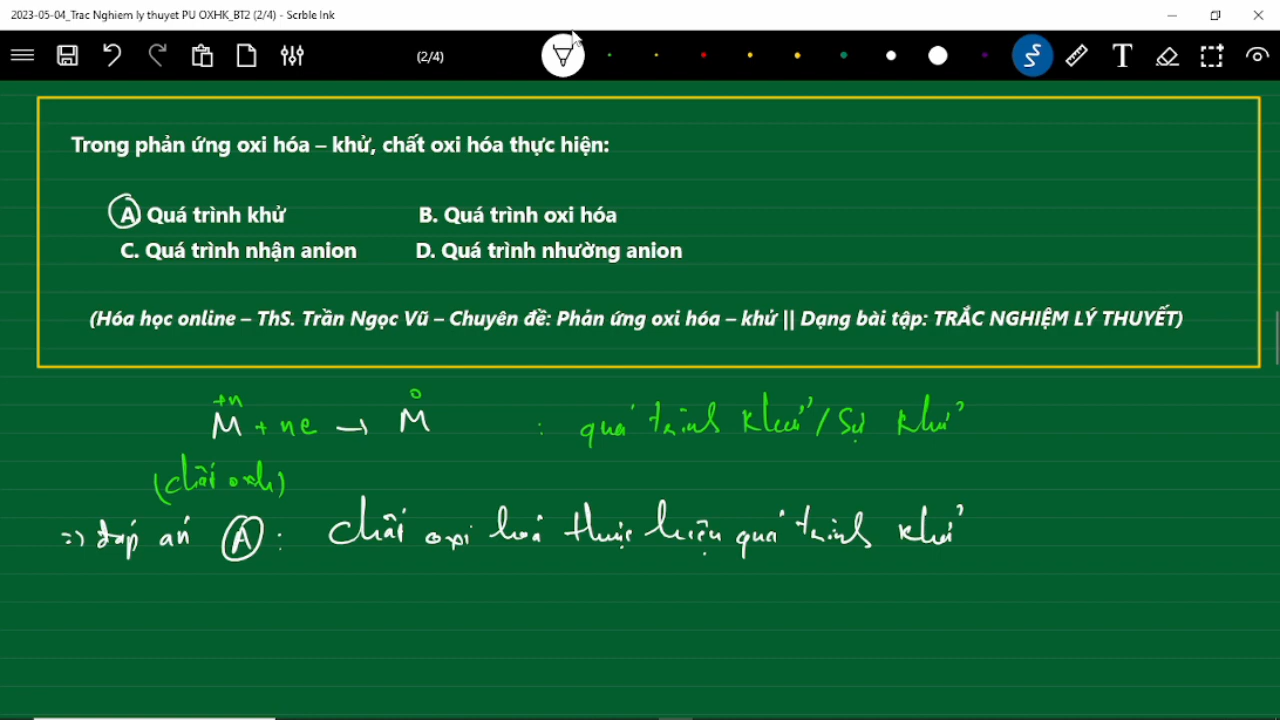 2023-05-04_Trac Nghiem ly thuyet PU OXHK_BT2 (2/4) - Scrble Ink
(2/4)
T
Trong phản ứng oxi hóa – khử, chất oxi hóa thực hiện:
A. Quá trình khử B. Quá trình oxi hóa
C. Quá trình nhận anion D. Quá trình nhường anion
(Hóa học online – ThS. Trần Ngọc Vũ – Chuyên đề: Phản ứng oxi hóa – khử || Dạng bài tập: TRẮC NGHIỆM LÝ THUYẾT)
+n 0
M + ne → M : quá trình khử / sự khử
(chất oxh)
=> đáp án A : chất oxi hoá thực hiện quá trình khử